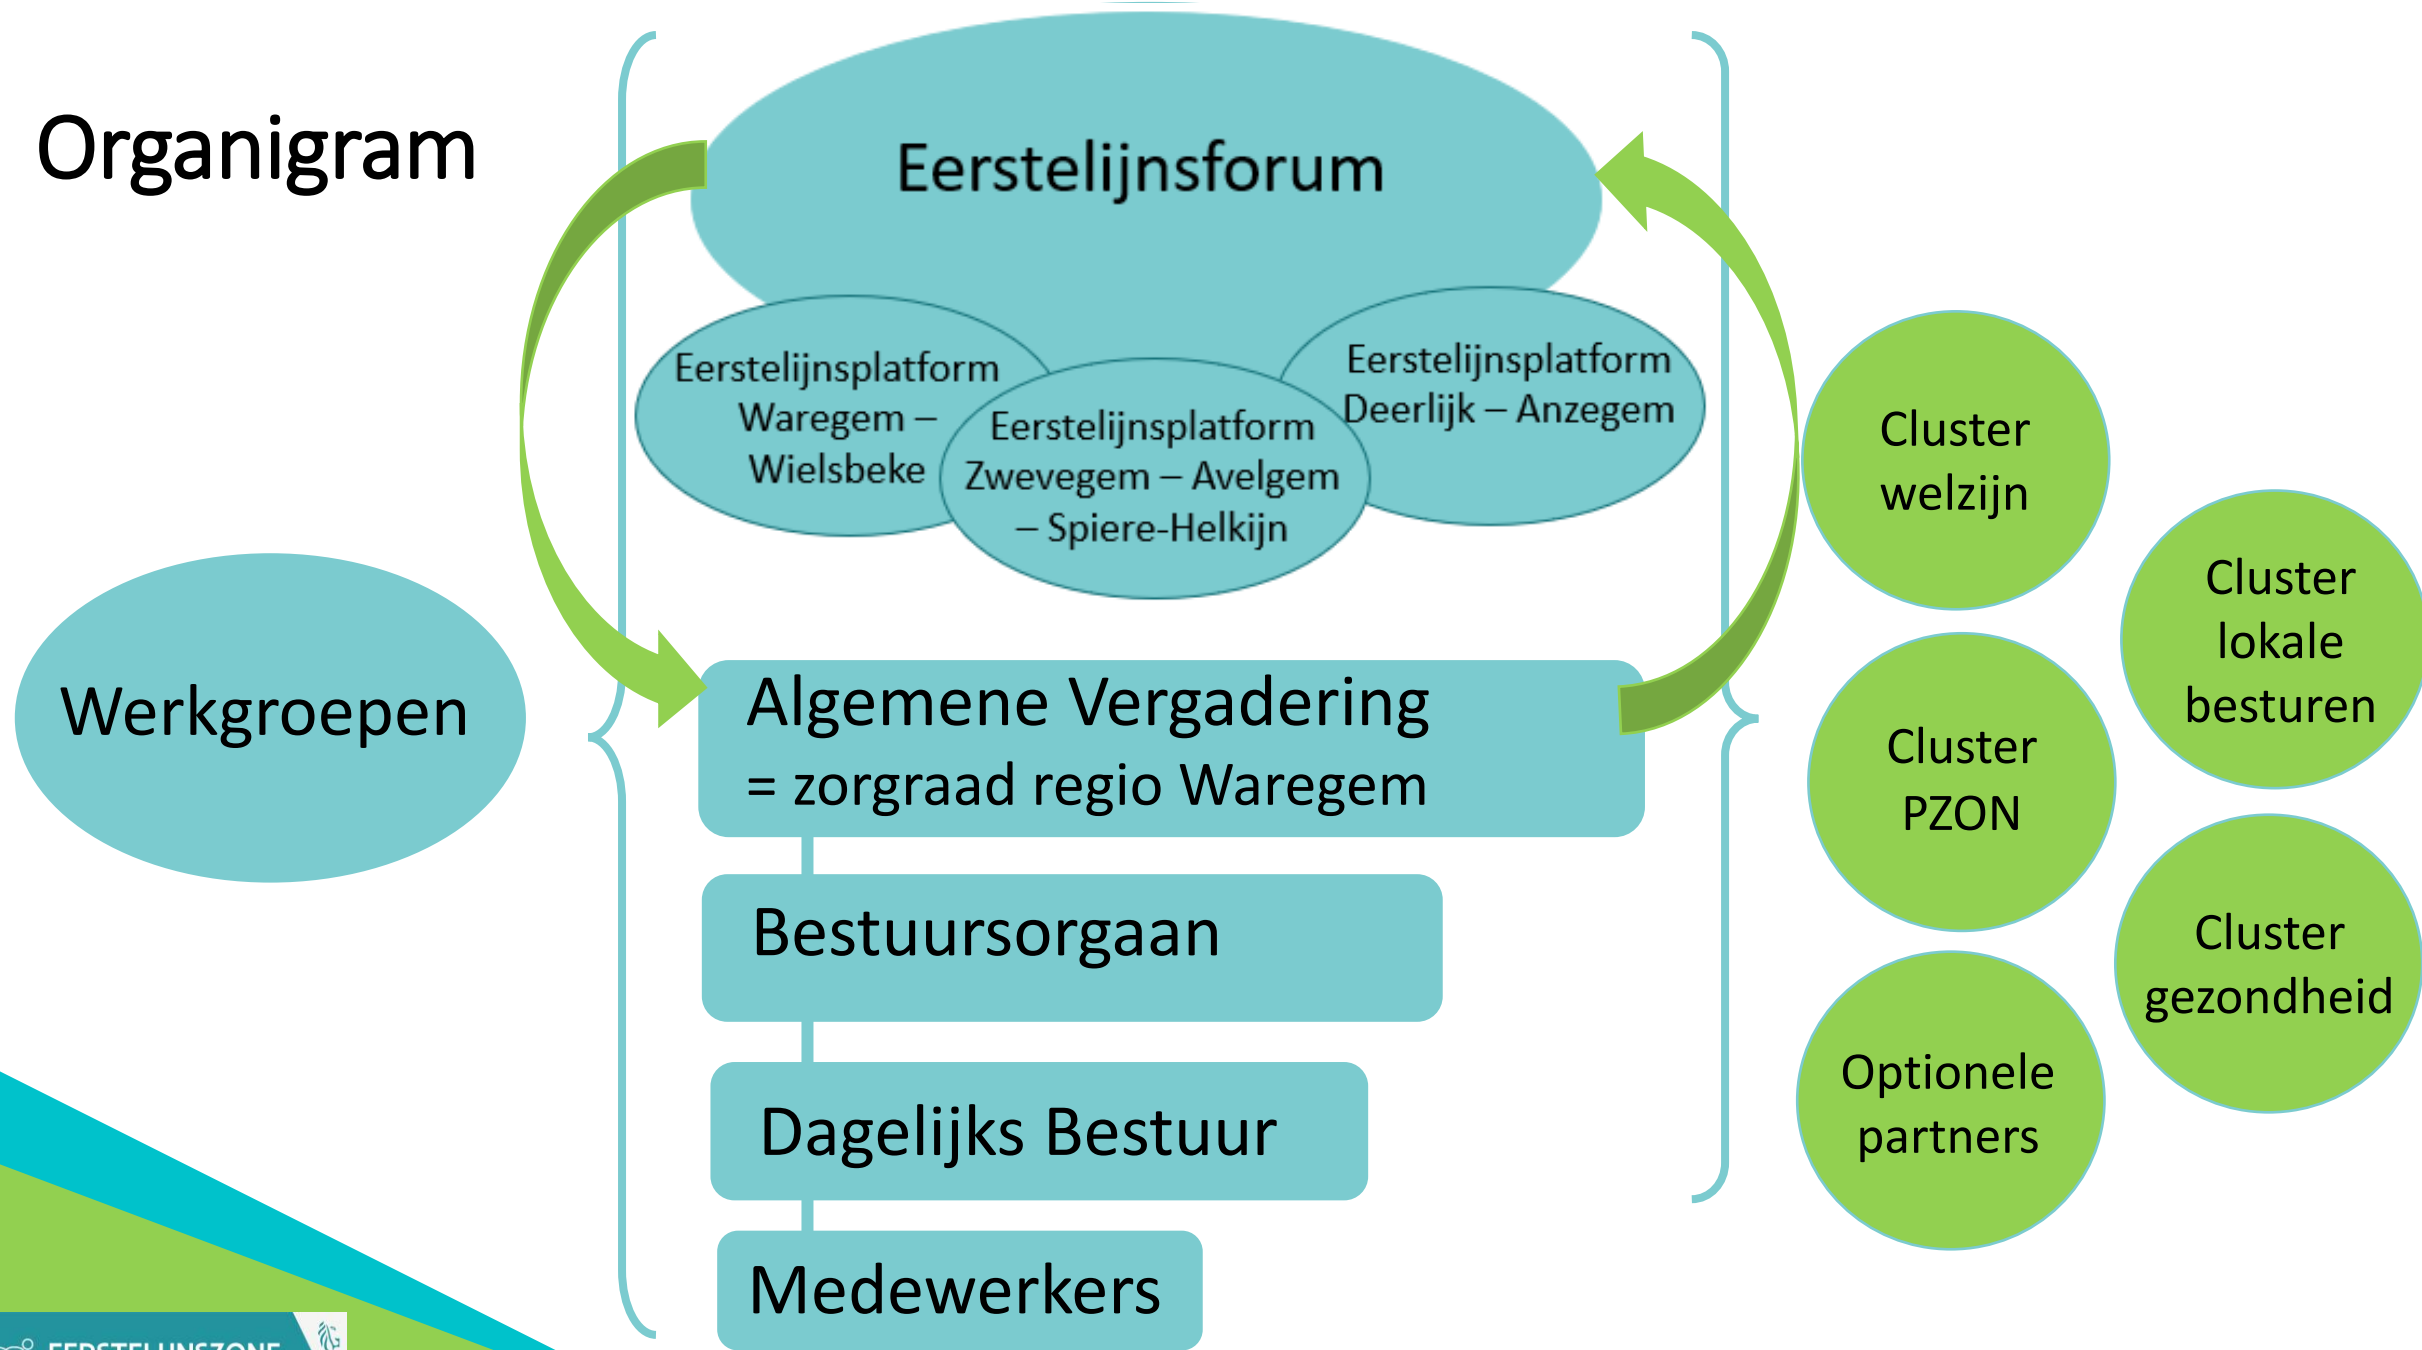 Organigram
Eerstelijnsforum
Eerstelijnsplatform
Waregem –
Wielsbeke
Eerstelijnsplatform
Zwevegem – Avelgem
– Spiere-Helkijn
Eerstelijnsplatform
Deerlijk – Anzegem
Werkgroepen
Algemene Vergadering
= zorgraad regio Waregem
Bestuursorgaan
Dagelijks Bestuur
Medewerkers
Cluster
welzijn
Cluster
lokale
besturen
Cluster
PZON
Cluster
gezondheid
Optionele
partners
EERSTELIJNSZONE